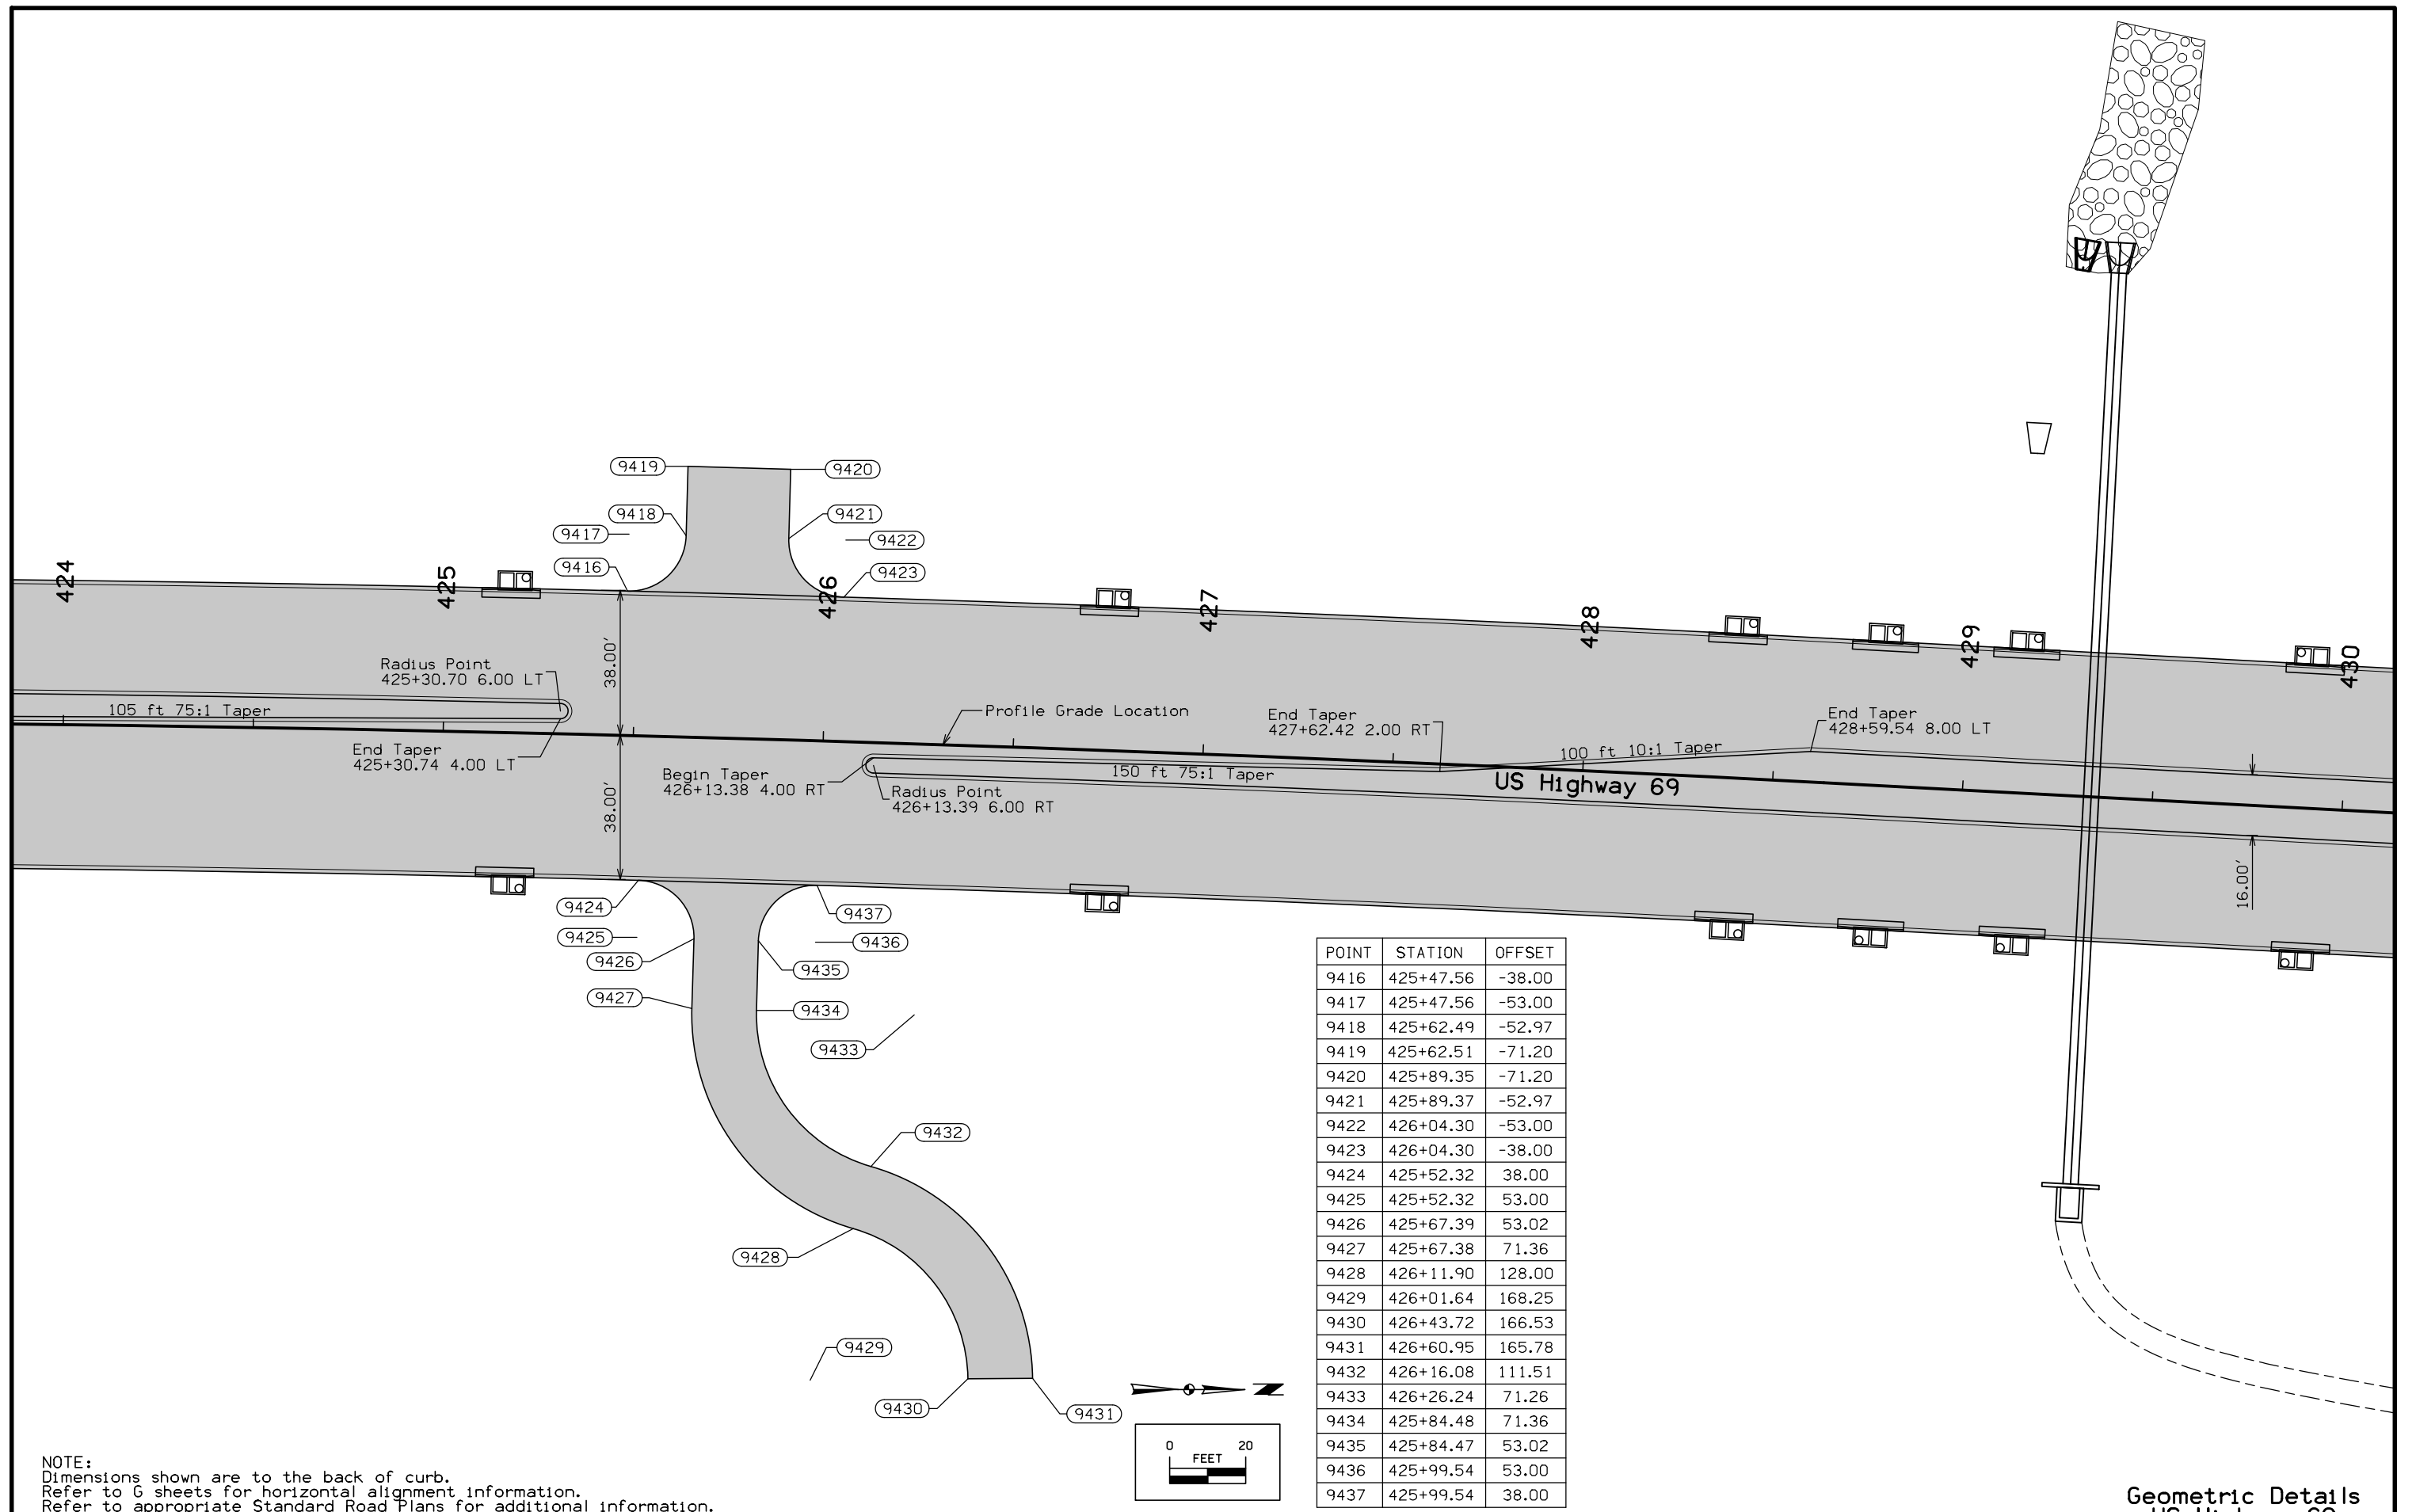 9419
9420
9418
9421
9417
9422
9416
9423
424
425
426
427
428
429
430
38.00'
Radius Point
425+30.70 6.00 LT
105 ft 75:1 Taper
End Taper
425+30.74 4.00 LT
Profile Grade Location
End Taper
427+62.42 2.00 RT
End Taper
428+59.54 8.00 LT
100 ft 10:1 Taper
Begin Taper
426+13.38 4.00 RT
150 ft 75:1 Taper
US Highway 69
Radius Point
426+13.39 6.00 RT
38.00'
16.00'
9424
9437
9425
9436
9426
9435
9427
9434
9433
9432
9428
9429
9430
9431
POINT STATION OFFSET
9416 425+47.56 -38.00
9417 425+47.56 -53.00
9418 425+62.49 -52.97
9419 425+62.51 -71.20
9420 425+89.35 -71.20
9421 425+89.37 -52.97
9422 426+04.30 -53.00
9423 426+04.30 -38.00
9424 425+52.32 38.00
9425 425+52.32 53.00
9426 425+67.39 53.02
9427 425+67.38 71.36
9428 426+11.90 128.00
9429 426+01.64 168.25
9430 426+43.72 166.53
9431 426+60.95 165.78
9432 426+16.08 111.51
9433 426+26.24 71.26
9434 425+84.48 71.36
9435 425+84.47 53.02
9436 425+99.54 53.00
9437 425+99.54 38.00
0 20
FEET
NOTE:
Dimensions shown are to the back of curb.
Refer to G sheets for horizontal alignment information.
Refer to appropriate Standard Road Plans for additional information.
Geometric Details